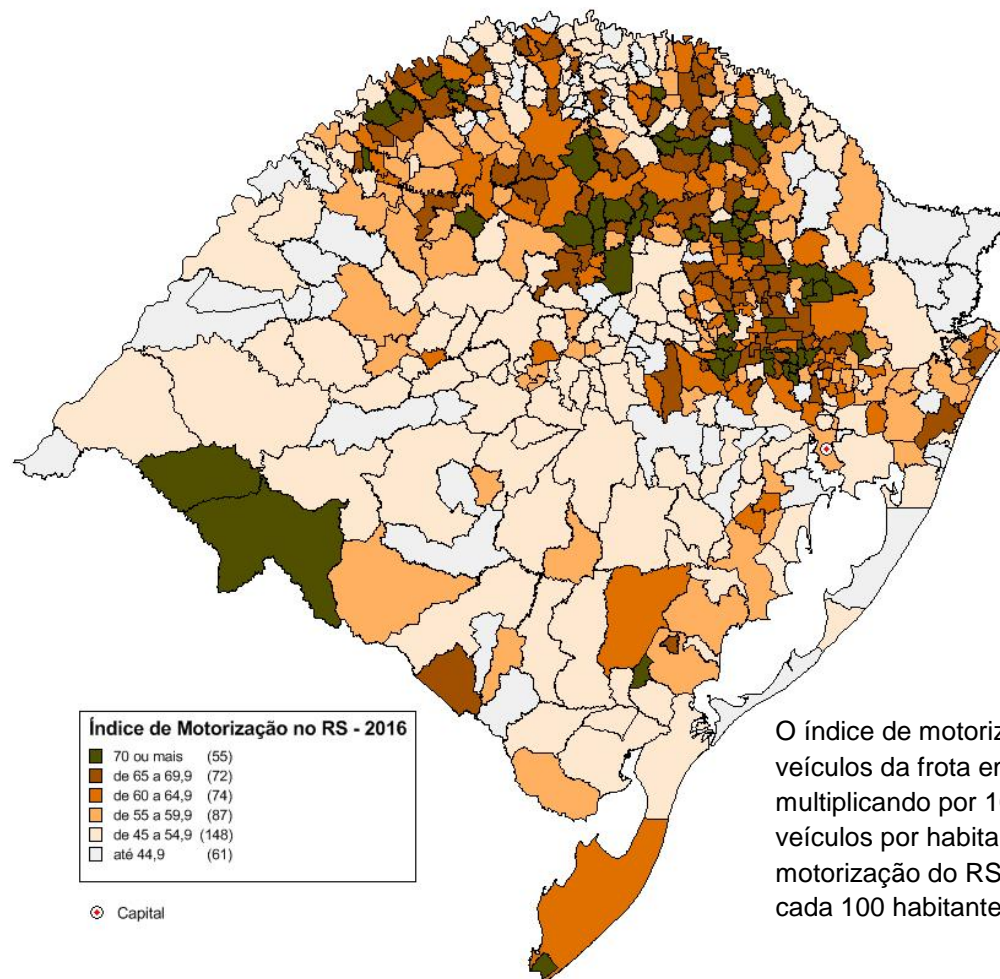 Índice de Motorização no RS - 2016
70 ou mais (55)
de 65 a 69,9 (72)
de 60 a 64,9 (74)
de 55 a 59,9 (87)
de 45 a 54,9 (148)
até 44,9 (61)
Capital
O índice de motoriz
veículos da frota em
multiplicando por 10
veículos por habita
motorização do RS
cada 100 habitante